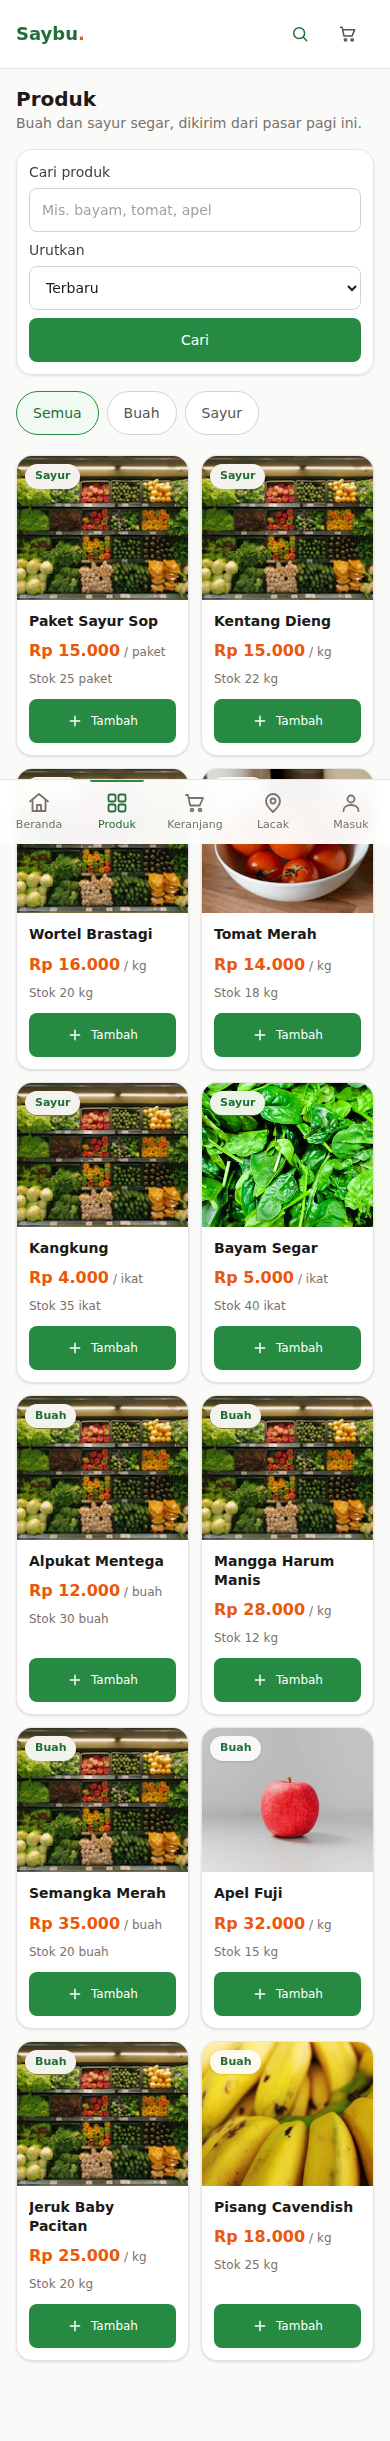 Saybu.
Produk
Buah dan sayur segar, dikirim dari pasar pagi ini.
Cari produk
Mis. bayam, tomat, apel
Urutkan
Terbaru
Cari
Semua
Buah
Sayur
Sayur
Paket Sayur Sop
Rp 15.000 / paket
Stok 25 paket
+ Tambah
Sayur
Kentang Dieng
Rp 15.000 / kg
Stok 22 kg
+ Tambah
Beranda
Produk
Keranjang
Lacak
Masuk
Wortel Brastagi
Rp 16.000 / kg
Stok 20 kg
+ Tambah
Tomat Merah
Rp 14.000 / kg
Stok 18 kg
+ Tambah
Sayur
Kangkung
Rp 4.000 / ikat
Stok 35 ikat
+ Tambah
Sayur
Bayam Segar
Rp 5.000 / ikat
Stok 40 ikat
+ Tambah
Buah
Alpukat Mentega
Rp 12.000 / buah
Stok 30 buah
+ Tambah
Buah
Mangga Harum
Manis
Rp 28.000 / kg
Stok 12 kg
+ Tambah
Buah
Semangka Merah
Rp 35.000 / buah
Stok 20 buah
+ Tambah
Buah
Apel Fuji
Rp 32.000 / kg
Stok 15 kg
+ Tambah
Buah
Jeruk Baby
Pacitan
Rp 25.000 / kg
Stok 20 kg
+ Tambah
Buah
Pisang Cavendish
Rp 18.000 / kg
Stok 25 kg
+ Tambah